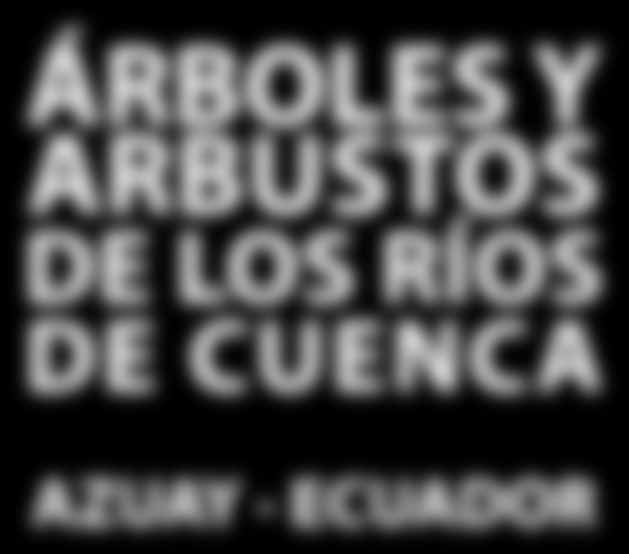 ÁRBOLES Y
ARBUSTOS
DE LOS RÍOS
DE CUENCA
AZUAY - ECUADOR